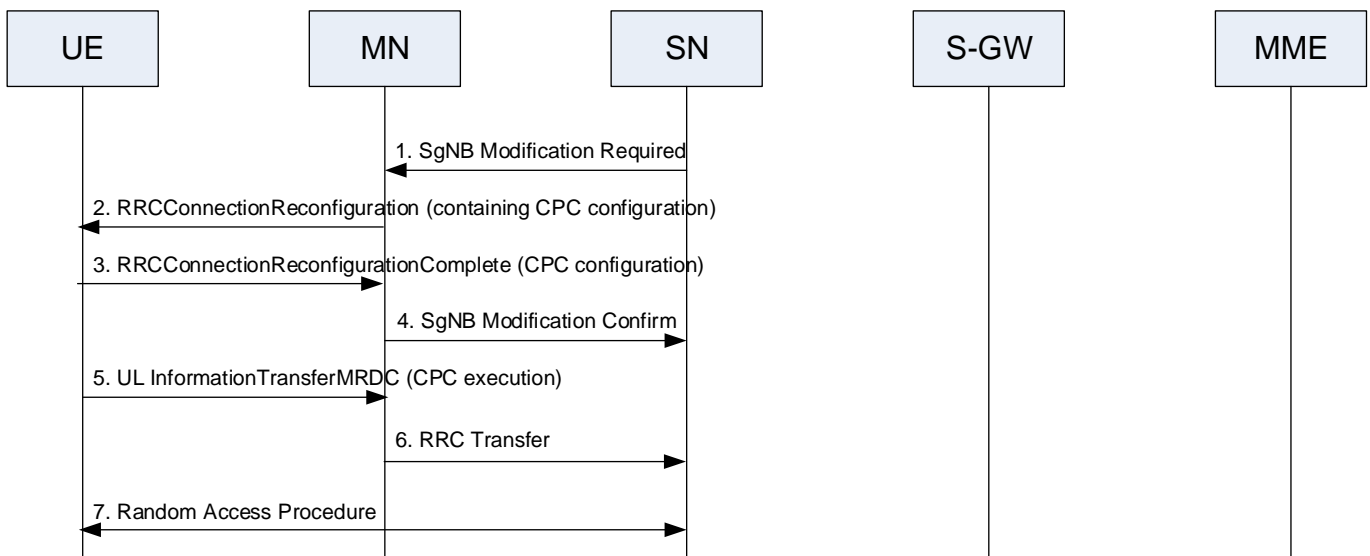 UE
MN
SN
S-GW
MME
1. SgNB Modification Required
2. RRCConnectionReconfiguration (containing CPC configuration)
3. RRCConnectionReconfigurationComplete (CPC configuration)
4. SgNB Modification Confirm
5. UL InformationTransferMRDC (CPC execution)
6. RRC Transfer
7. Random Access Procedure